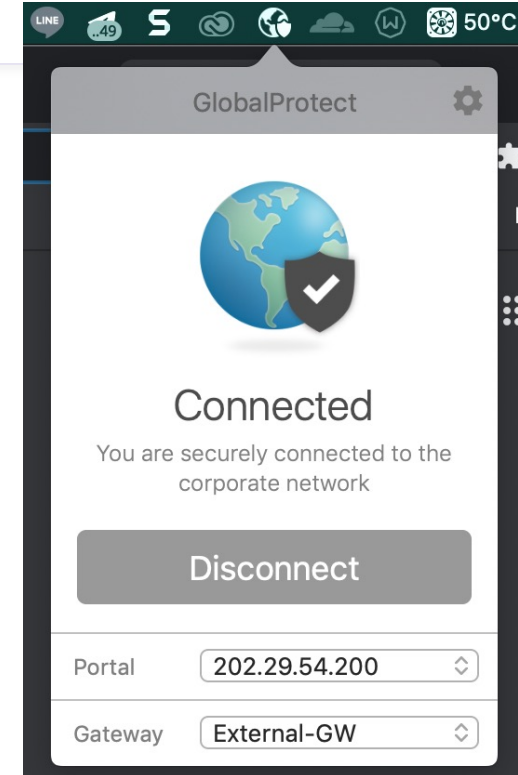 LINE
..49
S
50°C
GlobalProtect
Connected
You are securely connected to the
corporate network
Disconnect
Portal
202.29.54.200
Gateway
External-GW